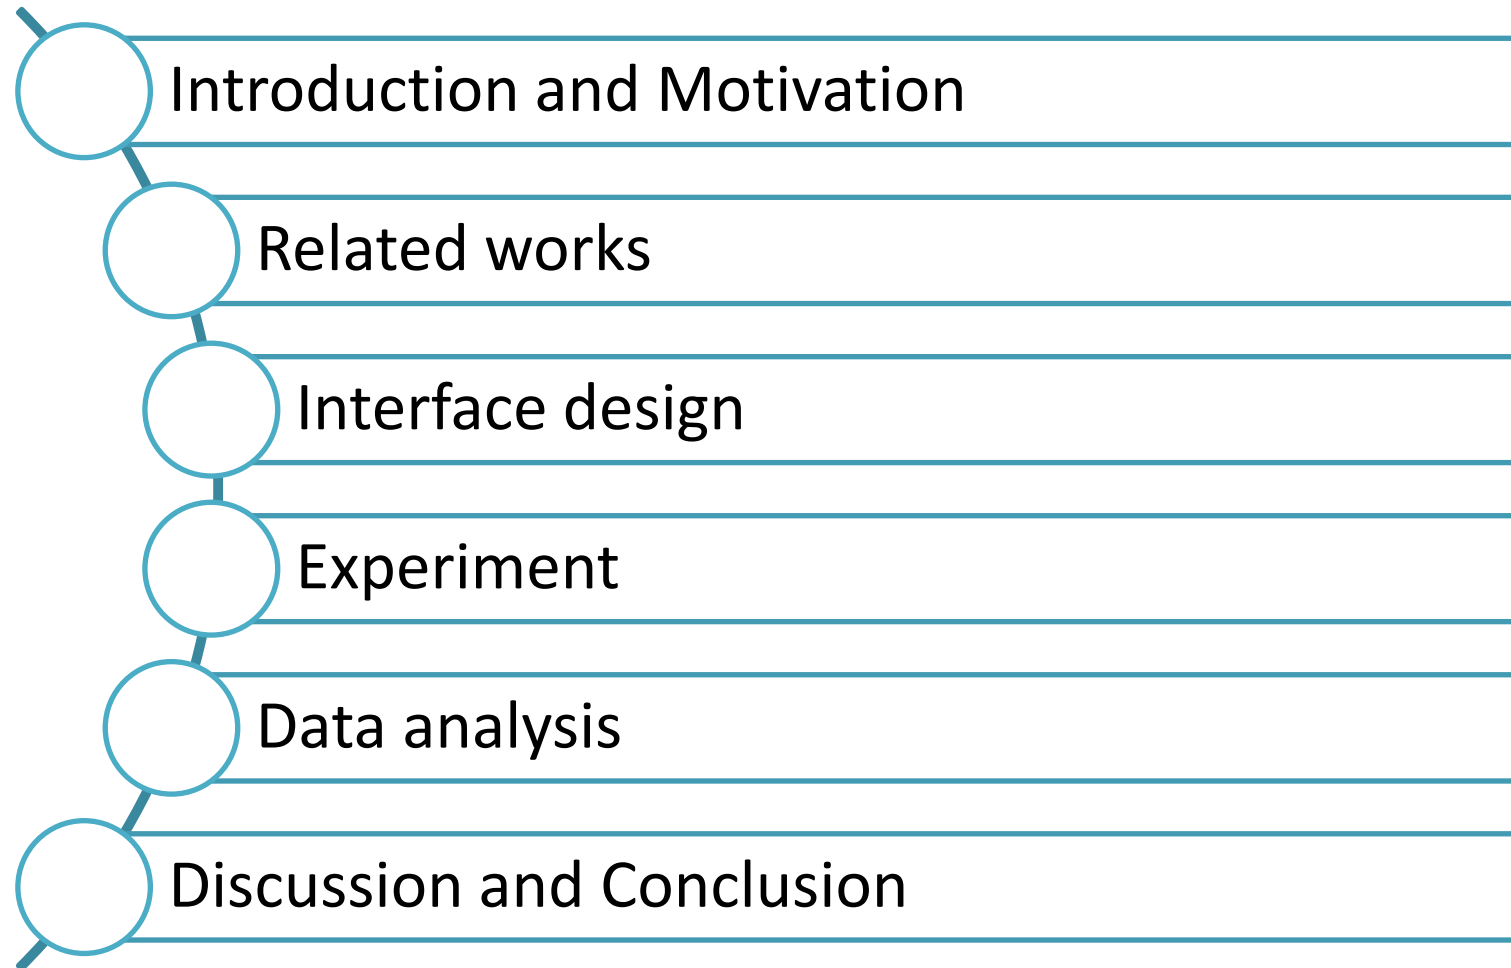 Introduction and Motivation
Related works
Interface design
Experiment
Data analysis
Discussion and Conclusion